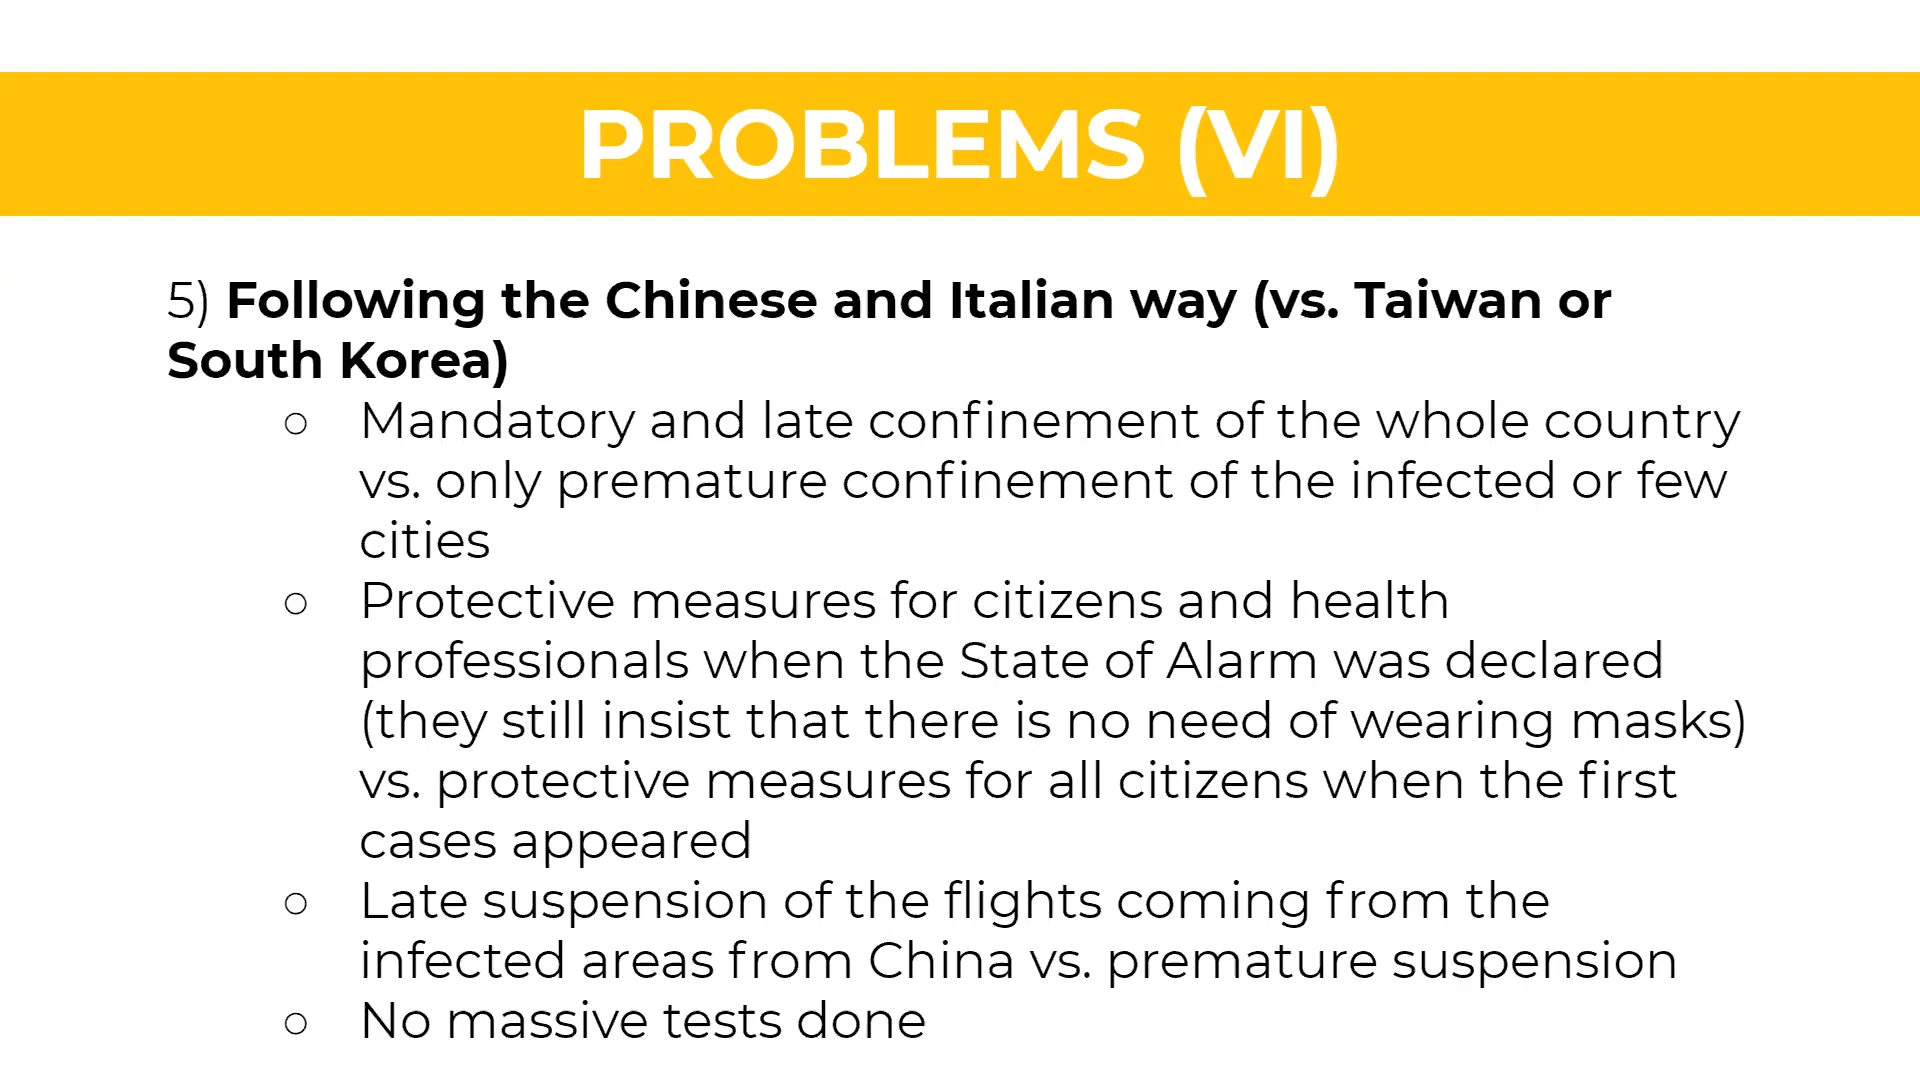 PROBLEMS (VI)
5) Following the Chinese and Italian way (vs. Taiwan or
South Korea)
○ Mandatory and late confinement of the whole country
vs. only premature confinement of the infected or few
cities
○ Protective measures for citizens and health
professionals when the State of Alarm was declared
(they still insist that there is no need of wearing masks)
vs. protective measures for all citizens when the first
cases appeared
○ Late suspension of the flights coming from the
infected areas from China vs. premature suspension
○ No massive tests done